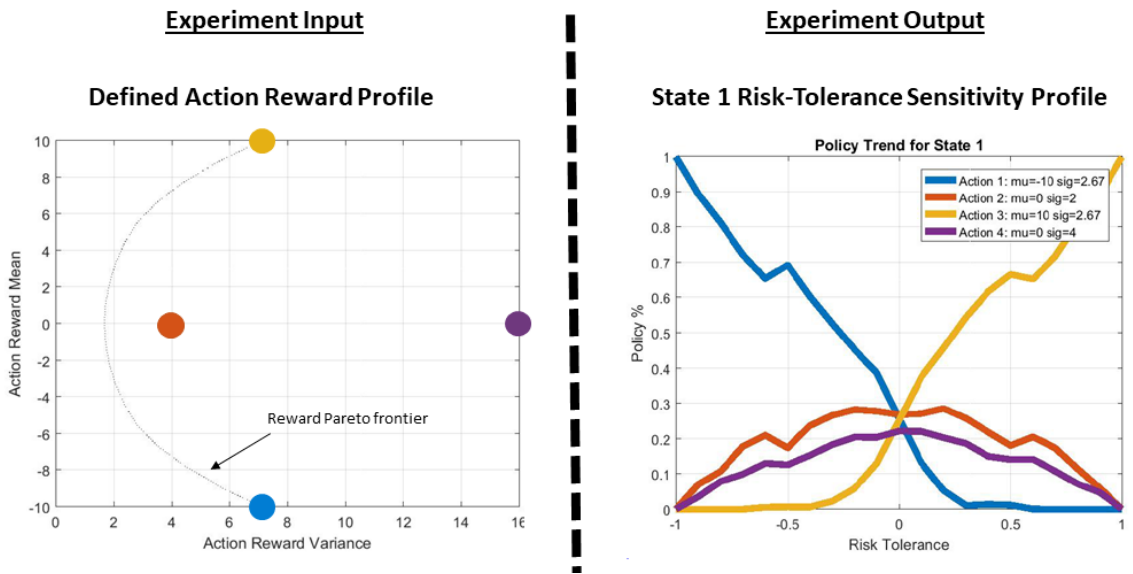 Experiment Input
Defined Action Reward Profile
10
8
6
4
2
0
-2
-4
-6
-8
-10
Action Reward Mean
Reward Pareto frontier
0 2 4 6 8 10 12 14 16
Action Reward Variance
Experiment Output
State 1 Risk-Tolerance Sensitivity Profile
Policy Trend for State 1
1
0.9
0.8
0.7
0.6
0.5
0.4
0.3
0.2
0.1
0
Policy %
Action 1: mu=-10 sig=2.67
Action 2: mu=0 sig=2
Action 3: mu=10 sig=2.67
Action 4: mu=0 sig=4
-1 -0.5 0 0.5 1
Risk Tolerance